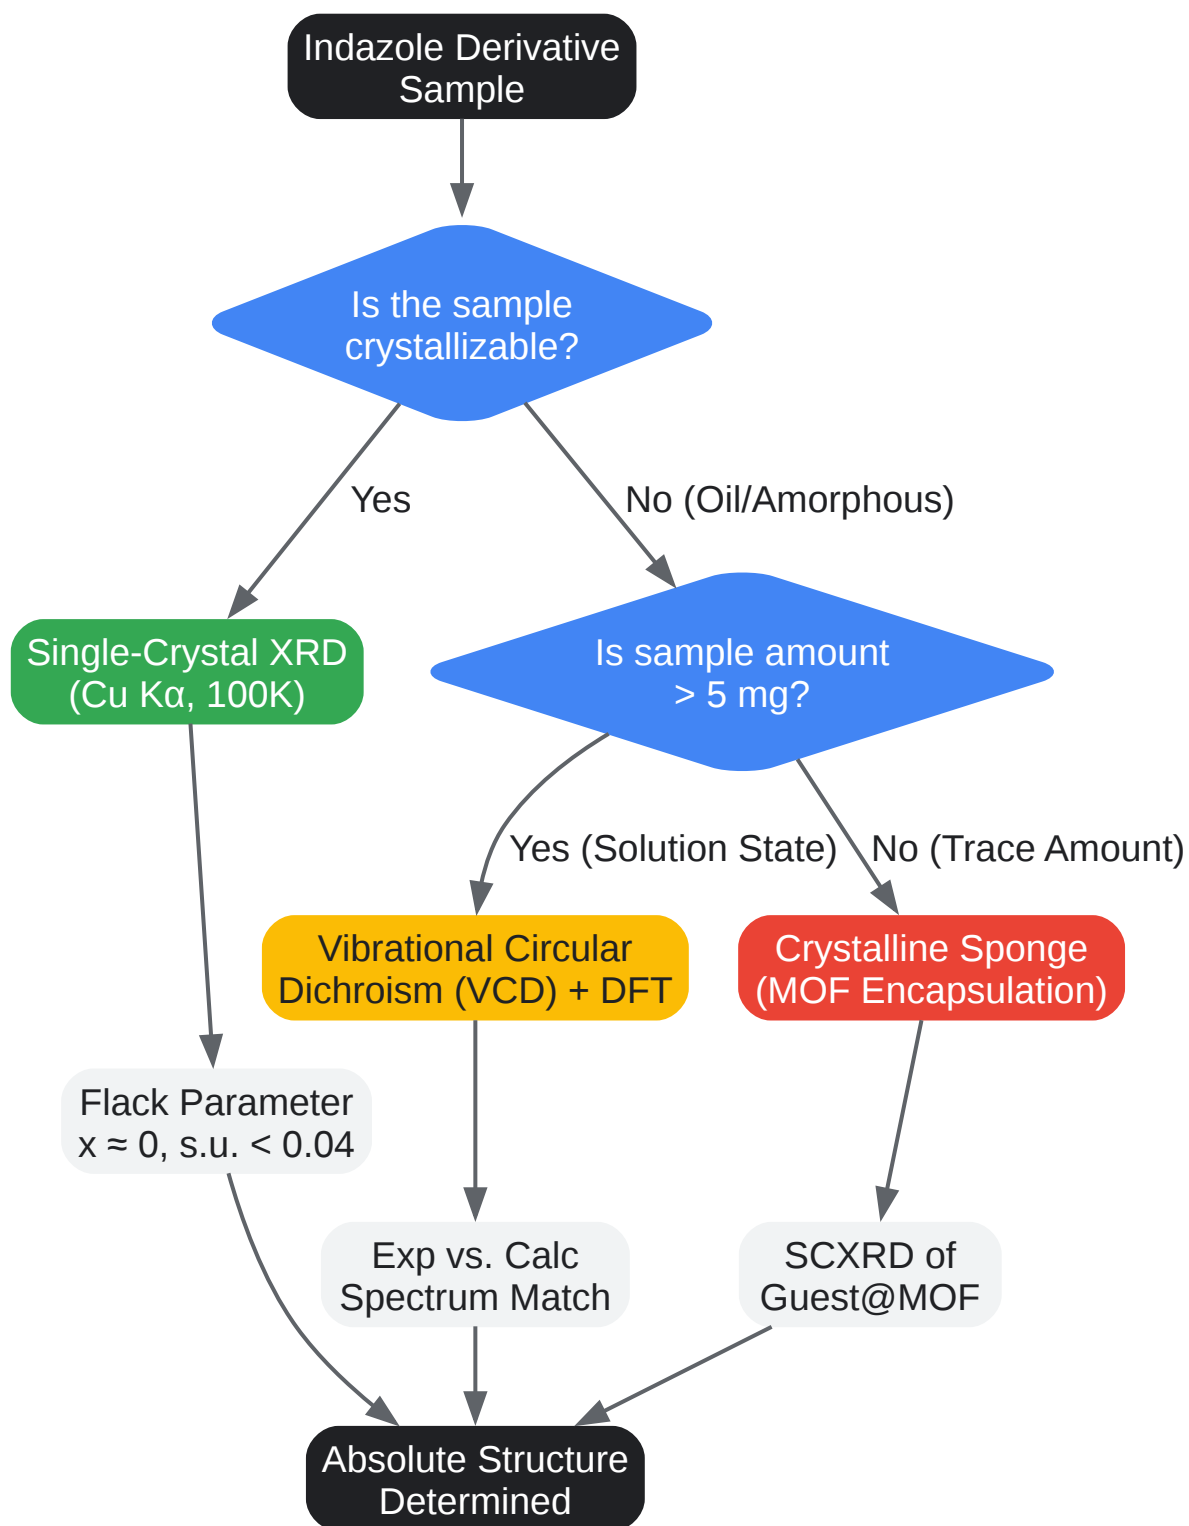 Indazole Derivative
Sample
Is the sample
crystallizable?
Yes
No (Oil/Amorphous)
Single-Crystal XRD
(Cu Kα, 100K)
Is sample amount
> 5 mg?
Yes (Solution State)
No (Trace Amount)
Vibrational Circular
Dichroism (VCD) + DFT
Crystalline Sponge
(MOF Encapsulation)
Flack Parameter
x ≈ 0, s.u. < 0.04
Exp vs. Calc
Spectrum Match
SCXRD of
Guest@MOF
Absolute Structure
Determined